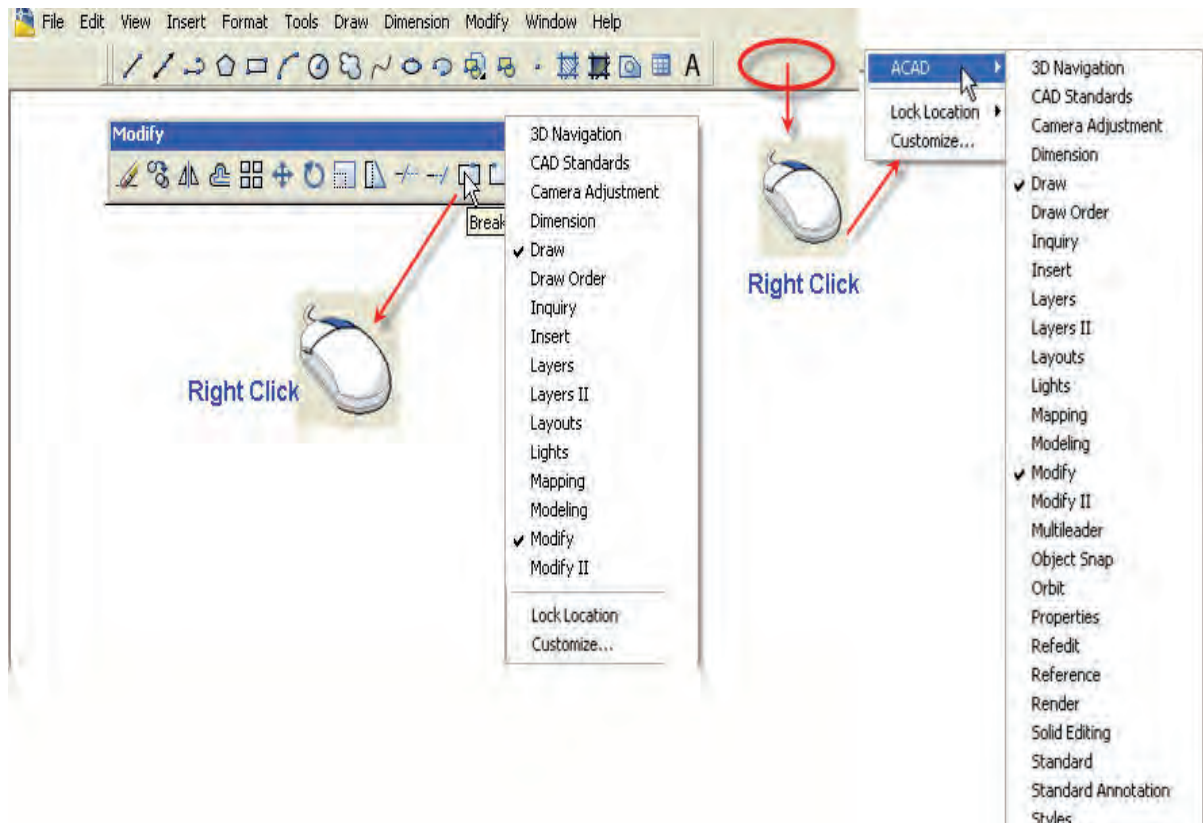 File Edit View Insert Format Tools Draw Dimension Modify Window Help
A
Modify
Break
Right Click
3D Navigation
CAD Standards
Camera Adjustment
Dimension
Draw
Draw Order
Inquiry
Insert
Layers
Layers II
Layouts
Lights
Mapping
Modeling
Modify
Modify II
Lock Location
Customize...
Right Click
ACAD
Lock Location
Customize...
3D Navigation
CAD Standards
Camera Adjustment
Dimension
Draw
Draw Order
Inquiry
Insert
Layers
Layers II
Layouts
Lights
Mapping
Modeling
Modify
Modify II
Multileader
Object Snap
Orbit
Properties
Refedit
Reference
Render
Solid Editing
Standard
Standard Annotation
Styles